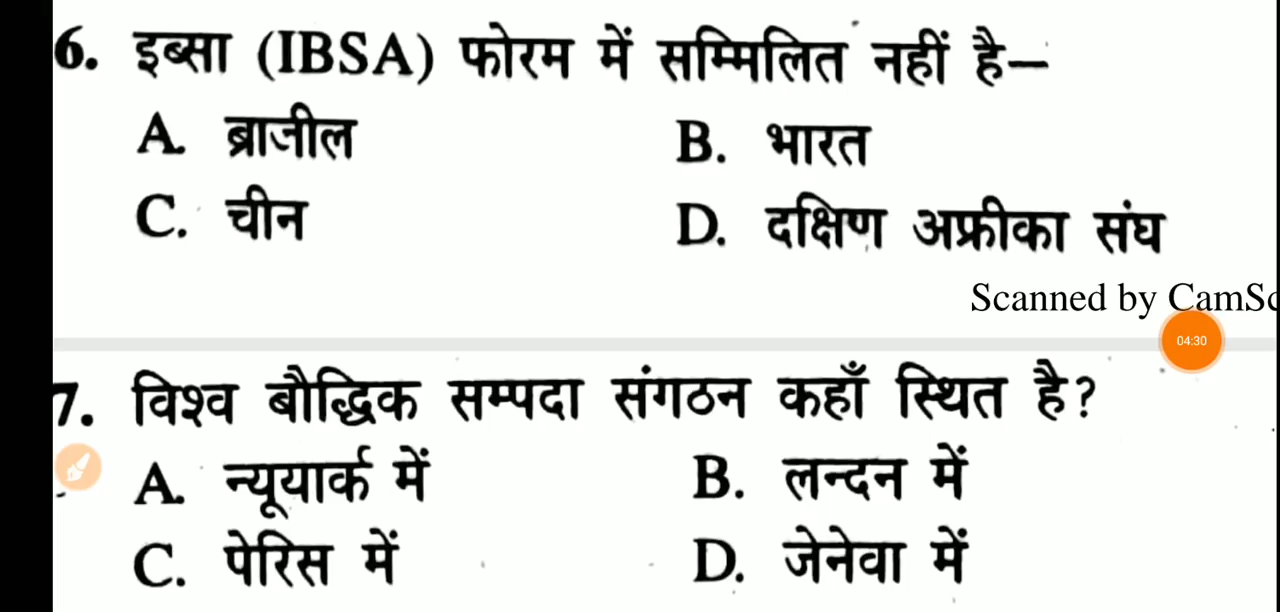 6. इब्सा (IBSA) फोरम में सम्मिलित नहीं है—
A. ब्राजील B. भारत
C. चीन D. दक्षिण अफ्रीका संघ
Scanned by CamSc
04:30
7. विश्व बौद्धिक सम्पदा संगठन कहाँ स्थित है?
A. न्यूयार्क में B. लन्दन में
C. पेरिस में D. जेनेवा में